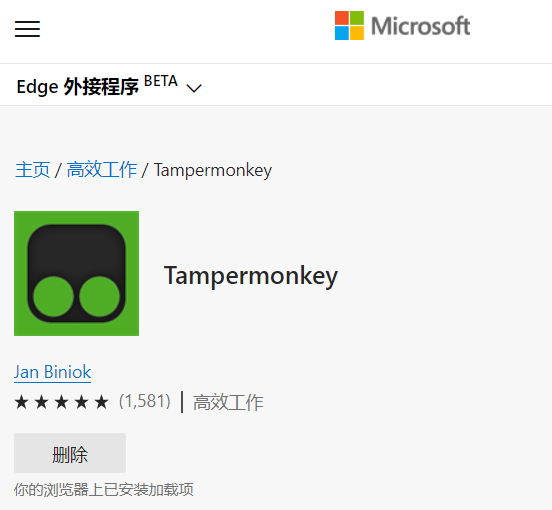 Microsoft
Edge 外接程序 BETA
主页 / 高效工作 / Tampermonkey
Tampermonkey
Jan Biniok
★ ★ ★ ★ ★ (1,581) | 高效工作
删除
你的浏览器上已安装加载项